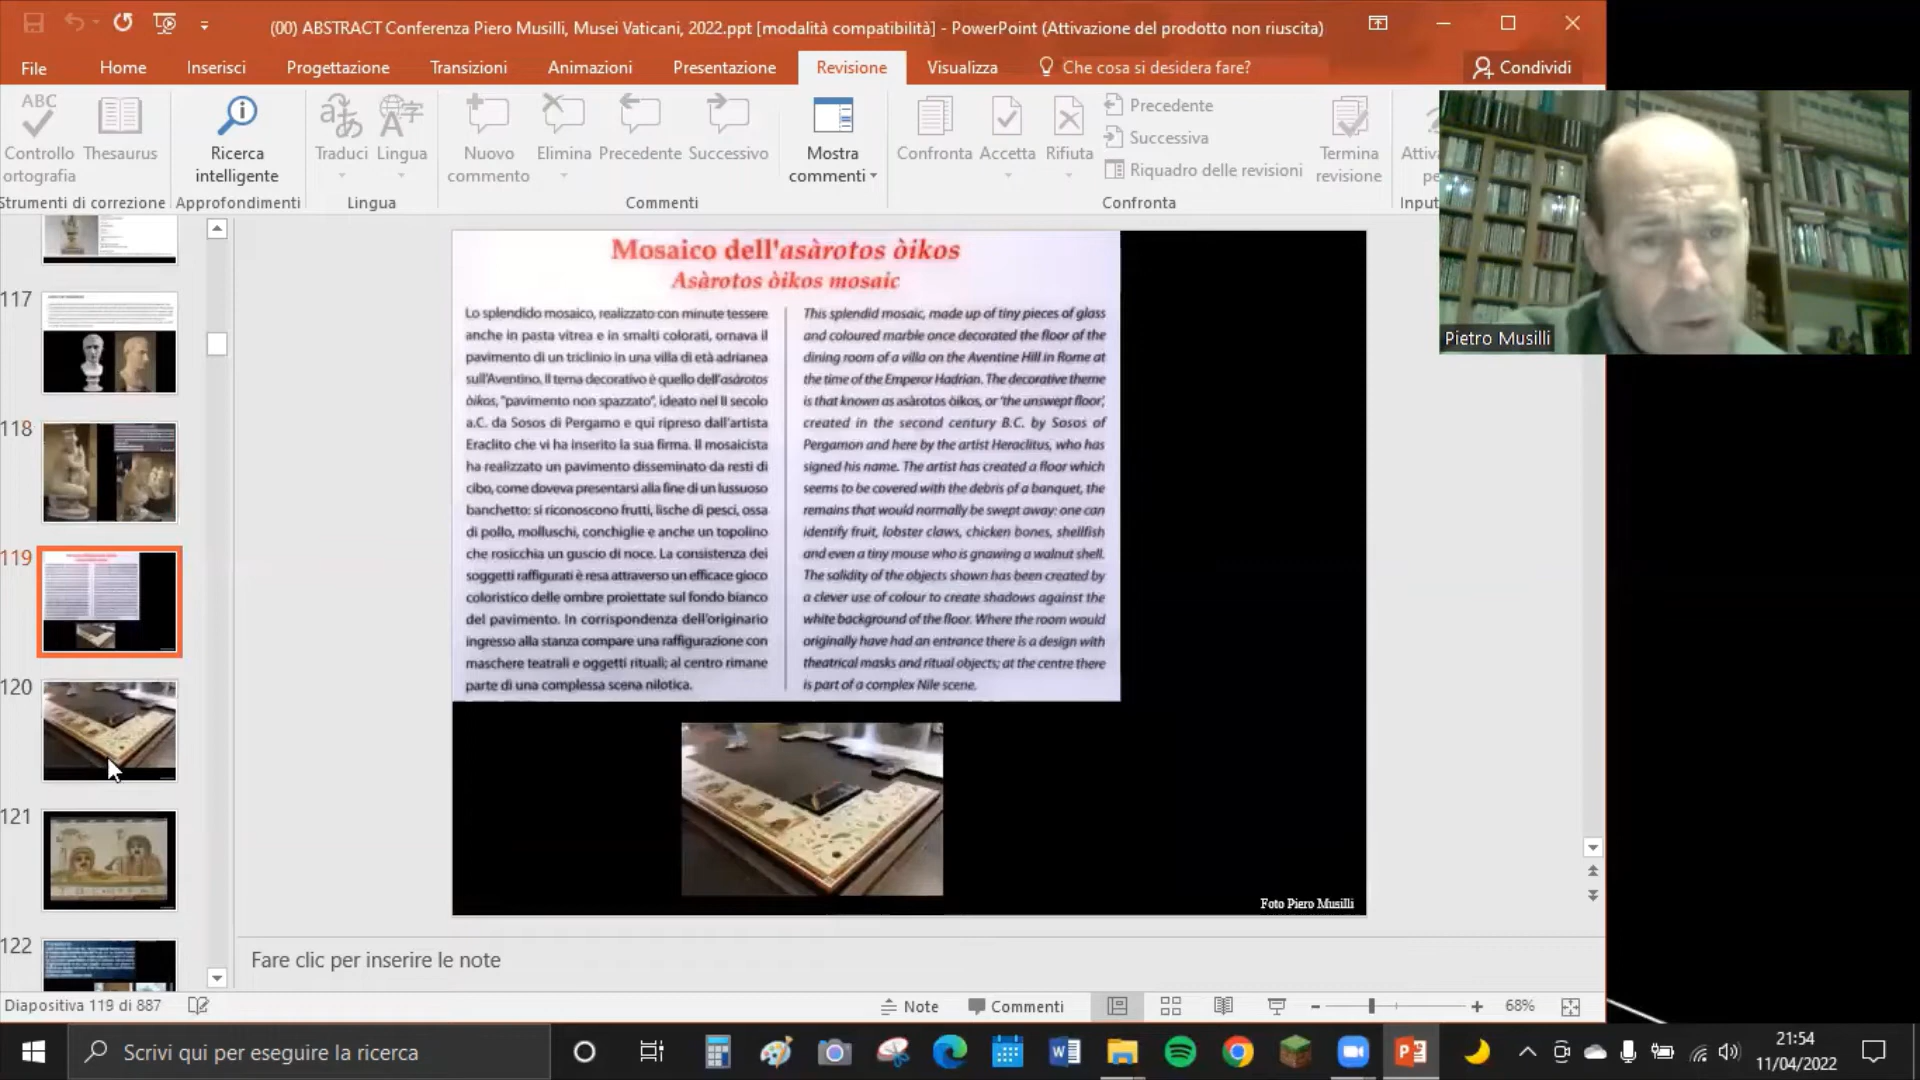 (00) ABSTRACT Conferenza Piero Musilli, Musei Vaticani, 2022.ppt [modalità compatibilità] - PowerPoint (Attivazione del prodotto non riuscita)
File Home Inserisci Progettazione Transizioni Animazioni Presentazione Revisione Visualizza Che cosa si desidera fare? Condividi
ABC
Controllo ortografia
Thesaurus
Ricerca intelligente
Traduci
Lingua
Nuovo commento
Elimina
Precedente
Successivo
Mostra commenti
Confronta
Accetta
Rifiuta
Precedente
Successiva
Riquadro delle revisioni
Termina revisione
Strumenti di correzione
Approfondimenti
Lingua
Commenti
Confronta
Pietro Musilli
117
118
119
120
121
122
Mosaico dell'asàrotos òikos
Asàrotos òikos mosaic
Lo splendido mosaico, realizzato con minute tessere
anche in pasta vitrea e in smalti colorati, ornava il
pavimento di un triclinio in una villa di età adrianea
sull'Aventino. Il tema decorativo è quello dell'asàrotos
òikos, "pavimento non spazzato", ideato nel II secolo
a.C. da Sosos di Pergamo e qui ripreso dall'artista
Eraclito che vi ha inserito la sua firma. Il mosaicista
ha realizzato un pavimento disseminato da resti di
cibo, come doveva presentarsi alla fine di un lussuoso
banchetto: si riconoscono frutti, lische di pesci, ossa
di pollo, molluschi, conchiglie e anche un topolino
che rosicchia un guscio di noce. La consistenza dei
soggetti raffigurati è resa attraverso un efficace gioco
coloristico delle ombre proiettate sul fondo bianco
del pavimento. In corrispondenza dell'originario
ingresso alla stanza compare una raffigurazione con
maschere teatrali e oggetti rituali; al centro rimane
parte di una complessa scena nilotica.
This splendid mosaic, made up of tiny pieces of glass
and coloured marble once decorated the floor of the
dining room of a villa on the Aventine Hill in Rome at
the time of the Emperor Hadrian. The decorative theme
is that known as asàrotos òikos, or 'the unswept floor',
created in the second century B.C. by Sosos of
Pergamon and here by the artist Heraclitus, who has
signed his name. The artist has created a floor which
seems to be covered with the debris of a banquet, the
remains that would normally be swept away: one can
identify fruit, lobster claws, chicken bones, shellfish
and even a tiny mouse who is gnawing a walnut shell.
The solidity of the objects shown has been created by
a clever use of colour to create shadows against the
white background of the floor. Where the room would
originally have had an entrance there is a design with
theatrical masks and ritual objects; at the centre there
is part of a complex Nile scene.
Foto Piero Musilli
Fare clic per inserire le note
Diapositiva 119 di 887
Note
Commenti
68%
Scrivi qui per eseguire la ricerca
21:54
11/04/2022